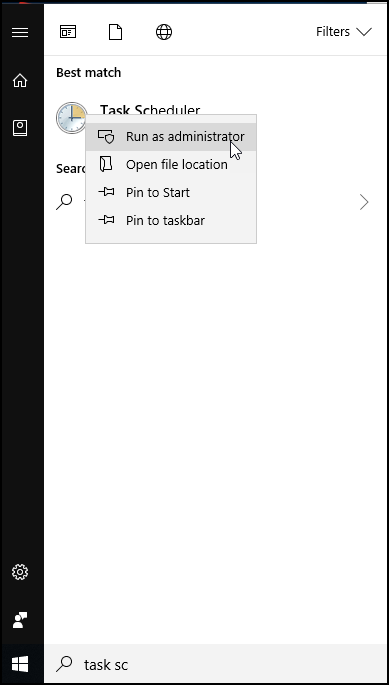 Filters
Best match
Task Scheduler
Run as administrator
Open file location
Sear
Pin to Start
Pin to taskbar
task sc